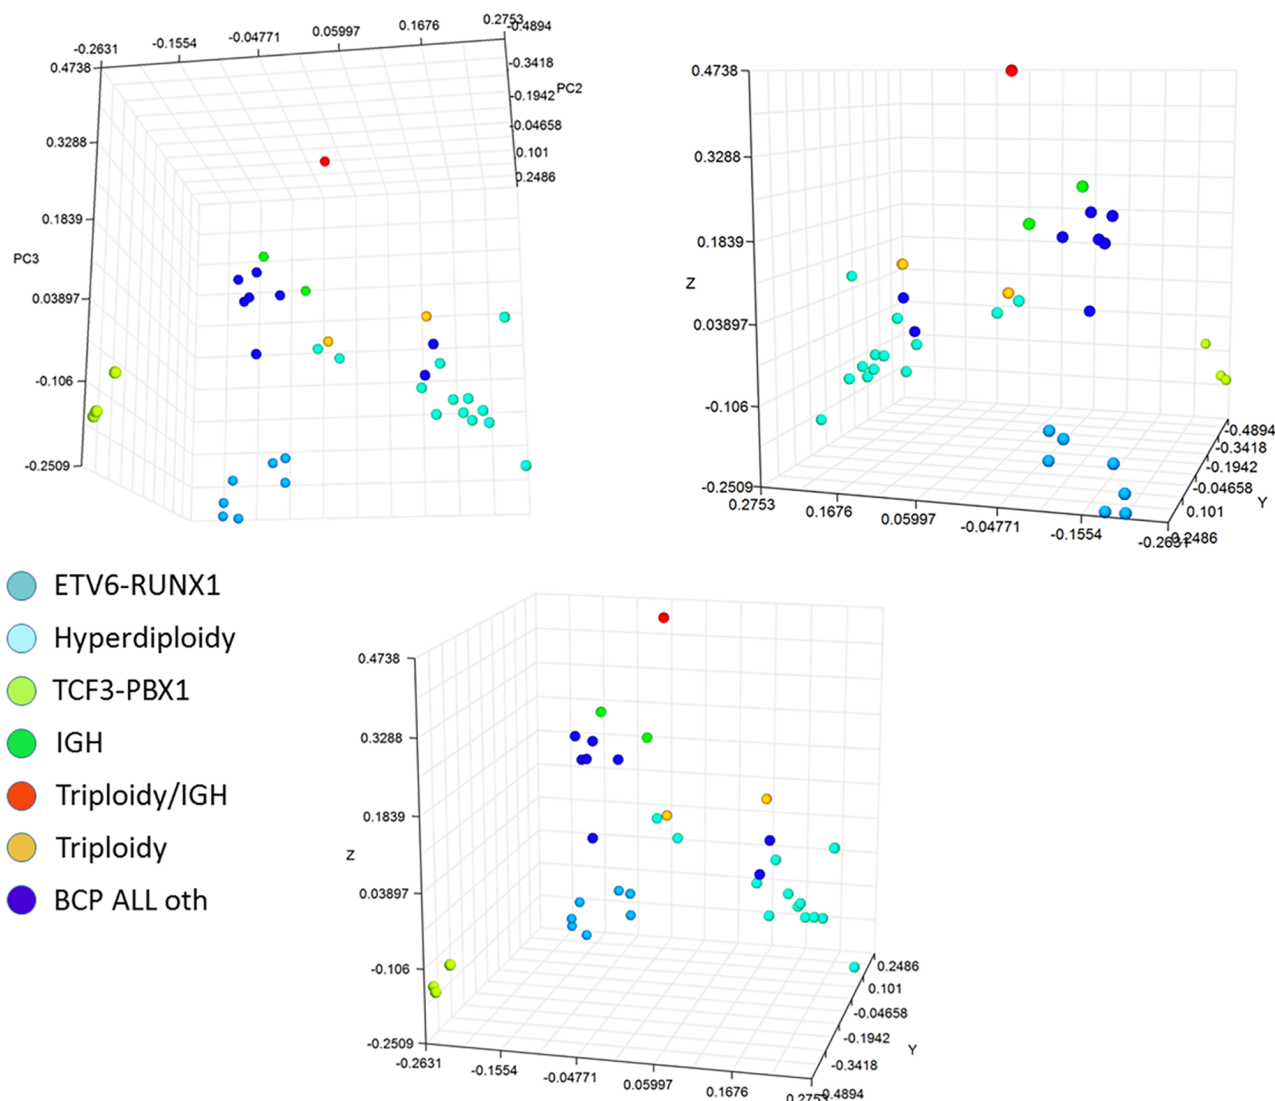 -0.2631 -0.1554 -0.04771 0.05997 0.1676 0.2753
-0.4894
-0.3418
-0.1942
PC2
-0.04658
0.101
0.2486
0.4738
0.3288
0.1839
PC3
0.03897
-0.106
-0.2509
0.4738
0.3288
0.1839
Z
0.03897
-0.106
-0.2509
0.2753 0.1676 0.05997 -0.04771 -0.1554 -0.2631
-0.4894
-0.3418
-0.1942
-0.04658
Y
0.101
0.2486
ETV6-RUNX1
Hyperdiploidy
TCF3-PBX1
IGH
Triploidy/IGH
Triploidy
BCP ALL oth
0.4738
0.3288
0.1839
Z
0.03897
-0.106
-0.2509
-0.2631 -0.1554 -0.04771 0.05997 0.1676 0.2753
0.2486
0.101
-0.04658
-0.1942
Y
-0.3418
-0.4894